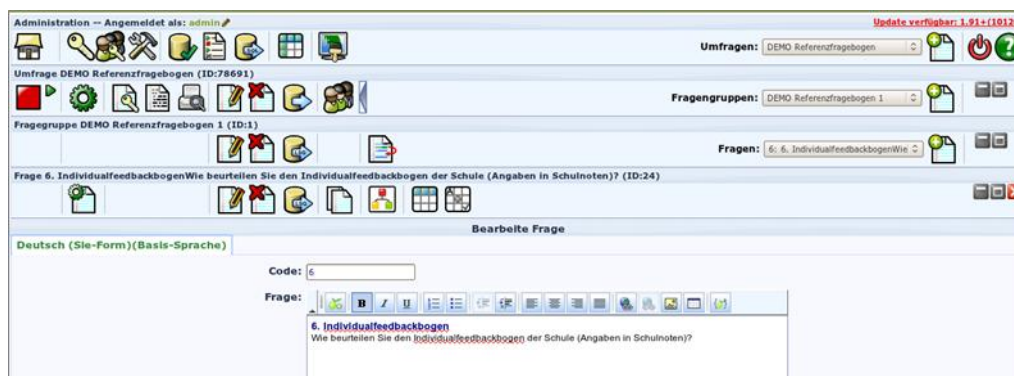 Administration -- Angemeldet als: admin
Update verfügbar: 1.91+(1012
Umfragen: DEMO Referenzfragebogen
Umfrage DEMO Referenzfragebogen (ID:78691)
Fragengruppen: DEMO Referenzfragebogen 1
Fragegruppe DEMO Referenzfragebogen 1 (ID:1)
Fragen: 6: 6. IndividualfeedbackbogenWie
Frage 6. IndividualfeedbackbogenWie beurteilen Sie den Individualfeedbackbogen der Schule (Angaben in Schulnoten)? (ID:24)
Bearbeite Frage
Deutsch (Sie-Form)(Basis-Sprache)
Code: 6
Frage:
B I U
6. Individualfeedbackbogen
Wie beurteilen Sie den Individualfeedbackbogen der Schule (Angaben in Schulnoten)?